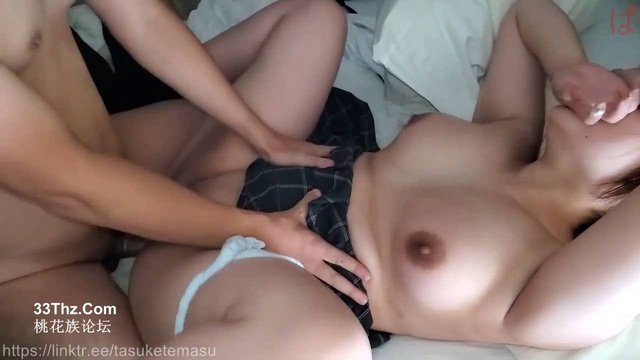 ば
33Thz.Com
桃花族论坛
https://linktr.ee/tasuketemasu